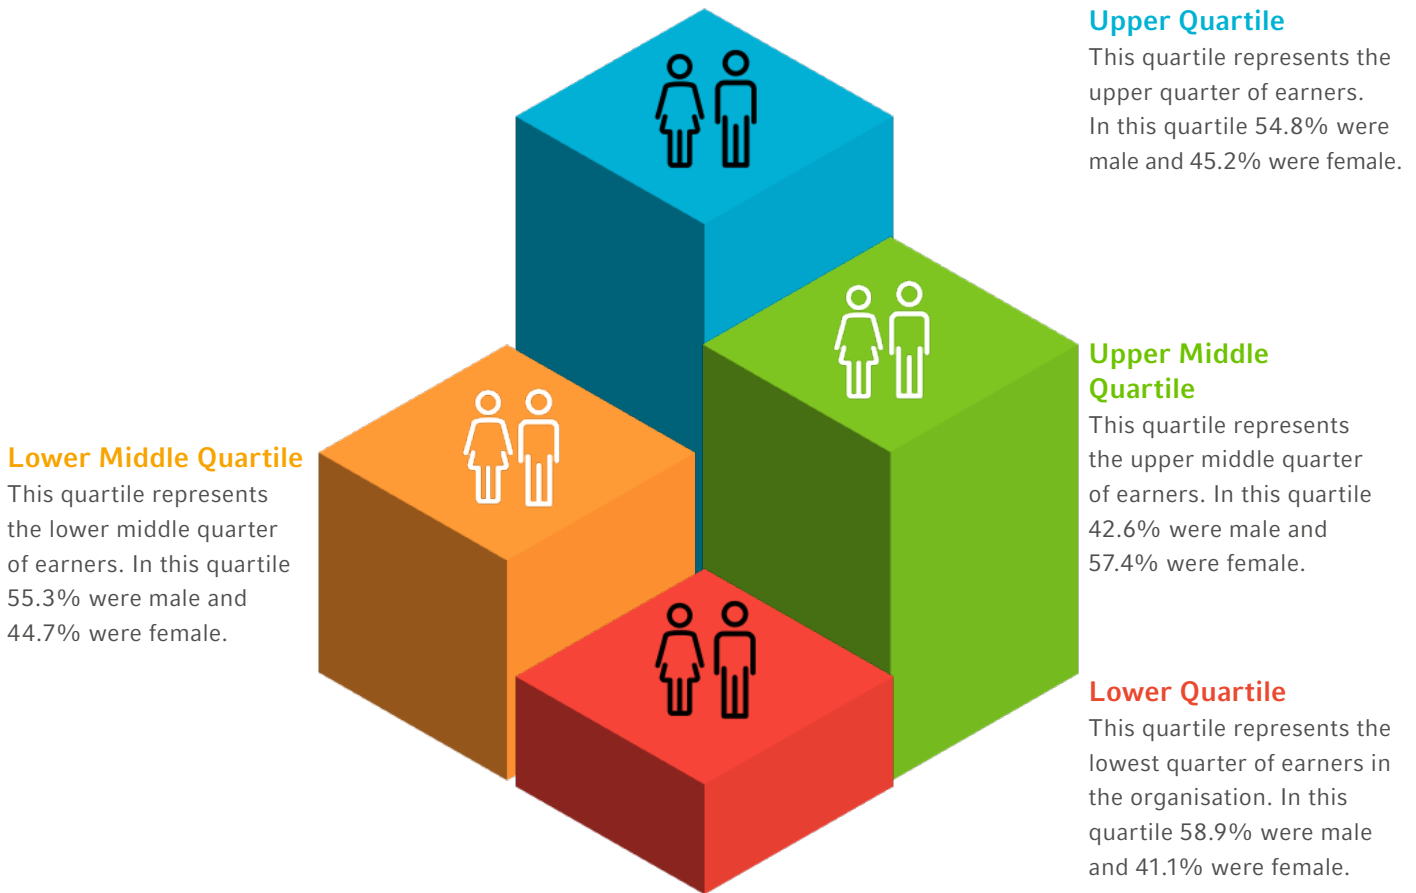 Upper Quartile
This quartile represents the
upper quarter of earners.
In this quartile 54.8% were
male and 45.2% were female.
Upper Middle
Quartile
This quartile represents
the upper middle quarter
of earners. In this quartile
42.6% were male and
57.4% were female.
Lower Middle Quartile
This quartile represents
the lower middle quarter
of earners. In this quartile
55.3% were male and
44.7% were female.
Lower Quartile
This quartile represents the
lowest quarter of earners in
the organisation. In this
quartile 58.9% were male
and 41.1% were female.